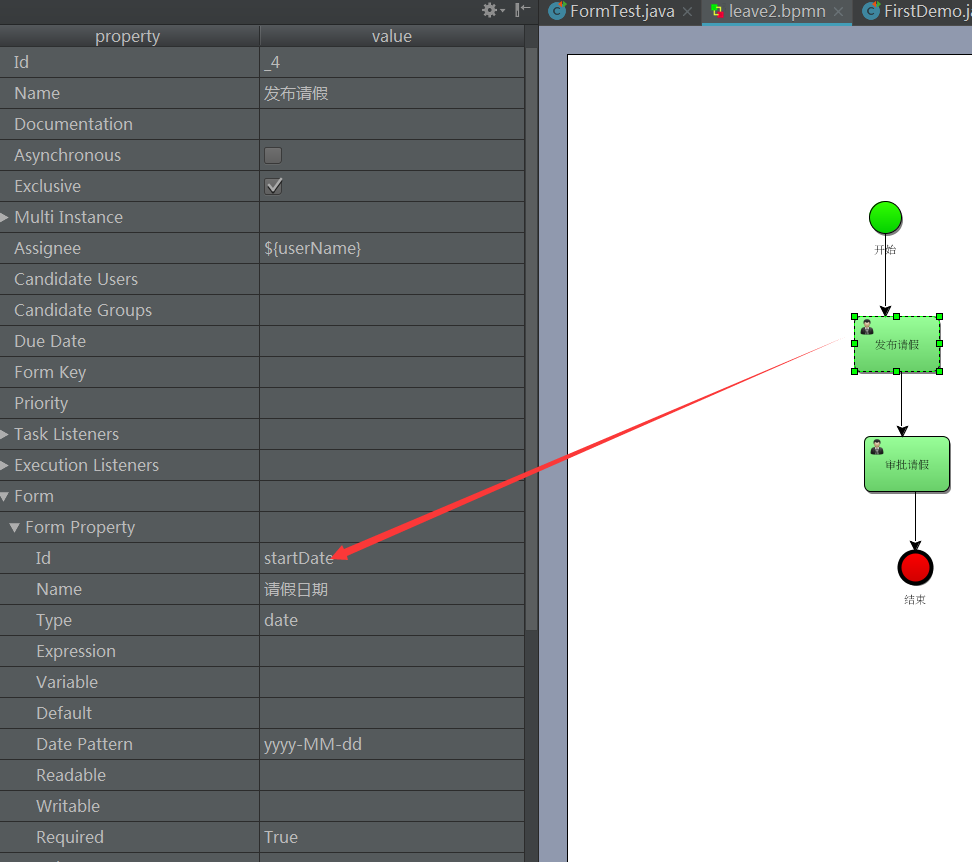 FormTest.java
leave2.bpmn
FirstDemo.j
property value
Id _4
Name 发布请假
Documentation
Asynchronous
Exclusive
Multi Instance
Assignee ${userName}
Candidate Users
Candidate Groups
Due Date
Form Key
Priority
Task Listeners
Execution Listeners
Form
Form Property
Id startDate
Name 请假日期
Type date
Expression
Variable
Default
Date Pattern yyyy-MM-dd
Readable
Writable
Required True
开始
发布请假
审批请假
结束